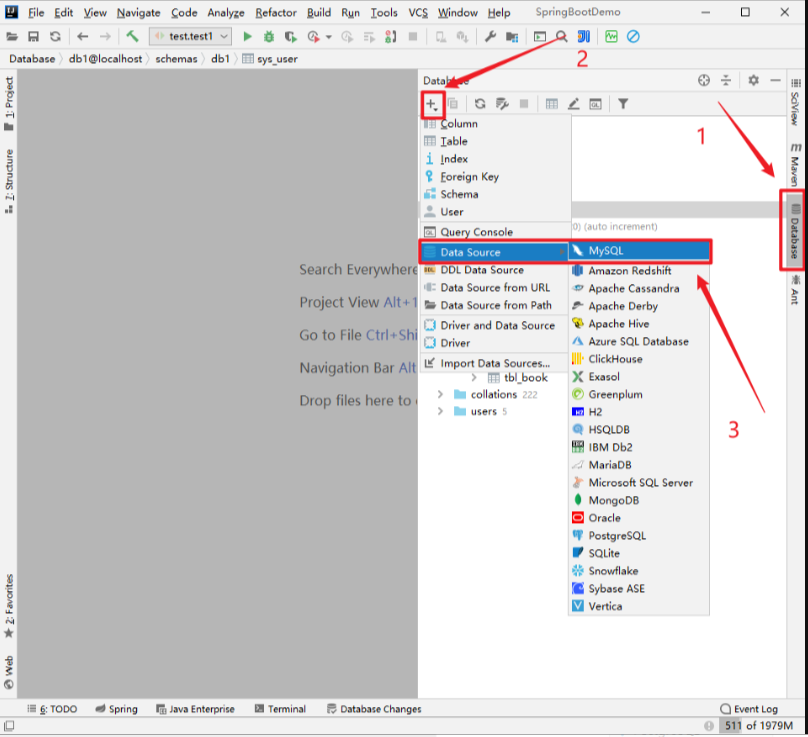 File Edit View Navigate Code Analyze Refactor Build Run Tools VCS Window Help SpringBootDemo
test.test1
Database db1@localhost schemas db1 sys_user
2
Database
1
1: Project
Z: Structure
2: Favorites
Web
SciView
Maven
Database
Ant
Column
Table
Index
Foreign Key
Schema
User
Query Console
0) (auto increment)
Data Source
DDL Data Source
Data Source from URL
Data Source from Path
Driver and Data Source
Driver
Import Data Sources...
tbl_book
collations 222
users 5
MySQL
Amazon Redshift
Apache Cassandra
Apache Derby
Apache Hive
Azure SQL Database
ClickHouse
Exasol
Greenplum
H2
HSQLDB
IBM Db2
MariaDB
Microsoft SQL Server
MongoDB
Oracle
PostgreSQL
SQLite
Snowflake
Sybase ASE
Vertica
3
Search Everywhere
Project View Alt+1
Go to File Ctrl+Shi
Navigation Bar Alt
Drop files here to
6: TODO Spring Java Enterprise Terminal Database Changes Event Log
511 of 1979M